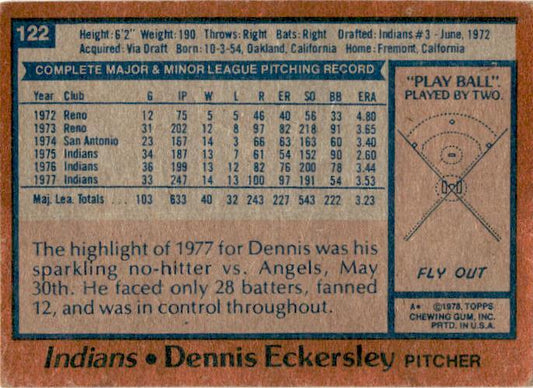 122
Height: 6'2" Weight: 190 Throws: Right Bats: Right Drafted: Indians #3 - June, 1972
Acquired: Via Draft Born: 10-3-54, Oakland, California Home: Fremont, Calfornia
COMPLETE MAJOR & MINOR LEAGUE PITCHING RECORD
Year Club G IP W L R ER SO BB ERA
1972 Reno 12 75 5 5 46 40 56 33 4.80
1973 Reno 31 202 12 8 97 82 218 91 3.65
1974 San Antonio 23 167 14 3 66 63 163 60 3.40
1975 Indians 34 187 13 7 61 54 152 90 2.60
1976 Indians 36 199 13 12 82 76 200 78 3.44
1977 Indians 33 247 14 13 100 97 191 54 3.53
Maj. Lea. Totals ... 103 633 40 32 243 227 543 222 3.23
The highlight of 1977 for Dennis was his
sparkling no-hitter vs. Angels, May
30th. He faced only 28 batters, fanned
12, and was in control throughout.
"PLAY BALL".
PLAYED BY TWO.
FLY OUT
A* ©1978, TOPPS
CHEWING GUM, INC.
PRTD. IN U.S.A.
Indians • Dennis Eckersley PITCHER